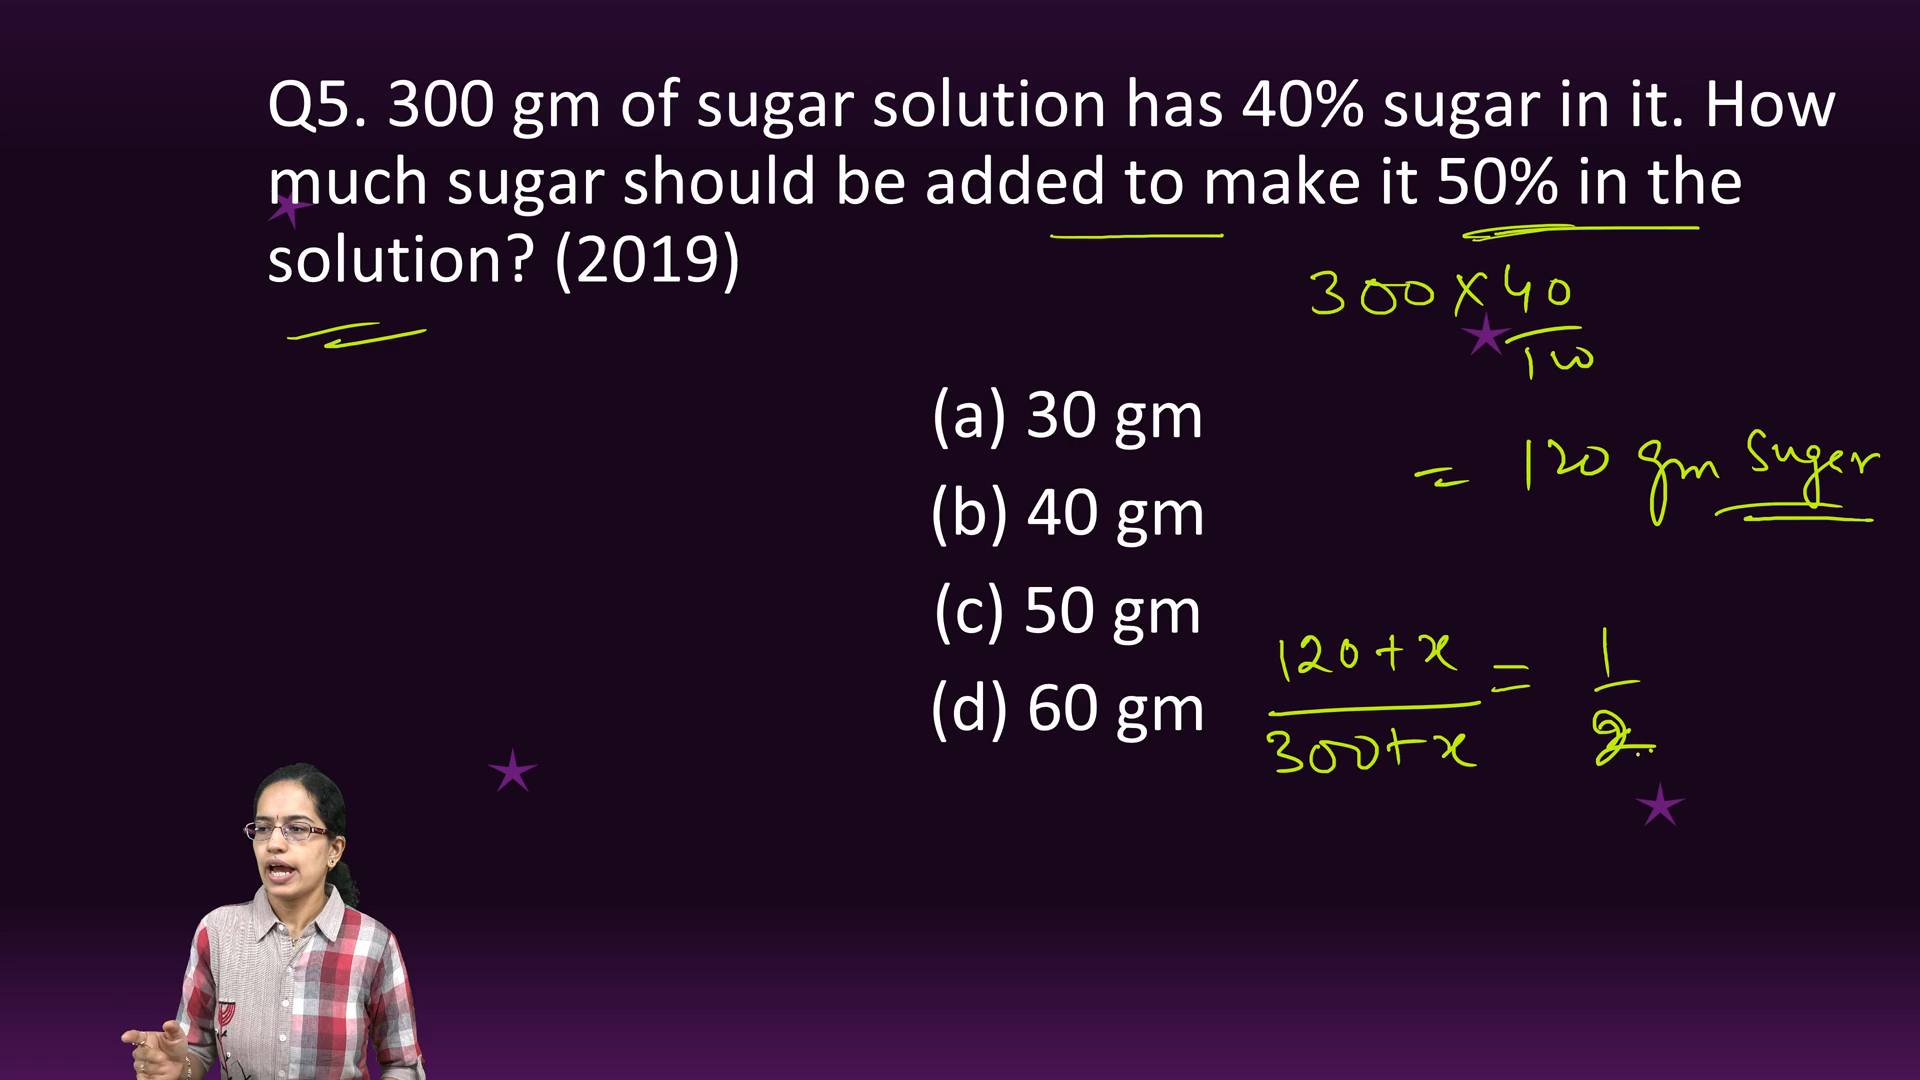 Q5. 300 gm of sugar solution has 40% sugar in it. How
much sugar should be added to make it 50% in the
solution? (2019)
300 × 40
100
(a) 30 gm
= 120 gm Sugar
(b) 40 gm
(c) 50 gm
120 + x = 1
(d) 60 gm
300 + x 2